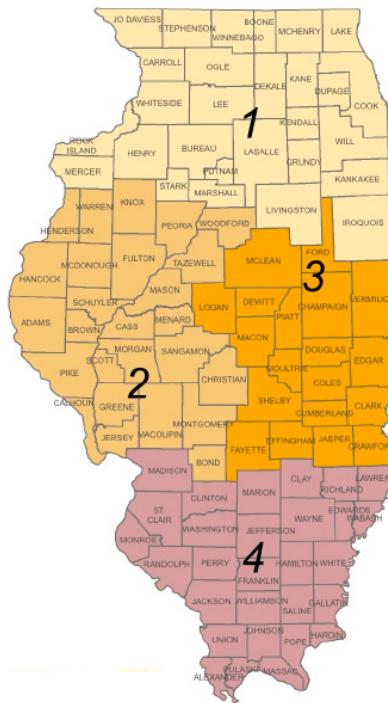 JO DAVIESS
STEPHENSON
WINNEBAGO
BOONE
MCHENRY
LAKE
CARROLL
OGLE
DEKALB
KANE
COOK
DUPAGE
WHITESIDE
LEE
1
KENDALL
WILL
ROCK
ISLAND
HENRY
BUREAU
LASALLE
GRUNDY
MERCER
PUTNAM
STARK
MARSHALL
KANKAKEE
LIVINGSTON
IROQUOIS
KNOX
WARREN
HENDERSON
PEORIA
WOODFORD
MCLEAN
FORD
3
FULTON
TAZEWELL
HANCOCK
MCDONOUGH
MASON
SCHUYLER
LOGAN
DEWITT
PIATT
CHAMPAIGN
VERMILIO
ADAMS
BROWN
CASS
MENARD
MACON
MORGAN
SANGAMON
DOUGLAS
EDGAR
SCOTT
PIKE
2
CHRISTIAN
MOULTRIE
COLES
CALHOUN
GREENE
SHELBY
CLARK
CUMBERLAND
JERSEY
MACOUPIN
MONTGOMERY
EFFINGHAM
JASPER
CRAWFOR
BOND
FAYETTE
MADISON
CLAY
RICHLAND
LAWREN
CLINTON
MARION
ST.
CLAIR
WAYNE
EDWARDS
WABASH
WASHINGTON
JEFFERSON
MONROE
4
RANDOLPH
PERRY
HAMILTON
WHITE
FRANKLIN
JACKSON
WILLIAMSON
SALINE
GALLATIN
UNION
JOHNSON
POPE
HARDIN
ALEXANDER
PULASKI
MASSAC